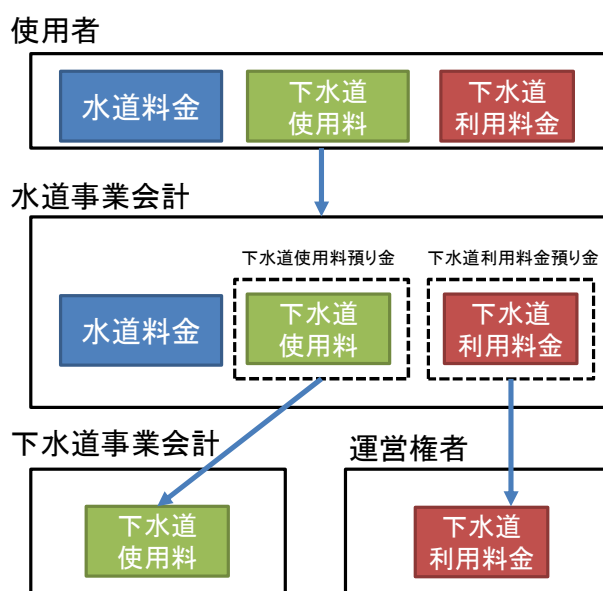 使用者
水道料金
下水道
使用料
下水道
利用料金
水道事業会計
下水道使用料預り金
下水道利用料金預り金
水道料金
下水道
使用料
下水道
利用料金
下水道事業会計
運営権者
下水道
使用料
下水道
利用料金